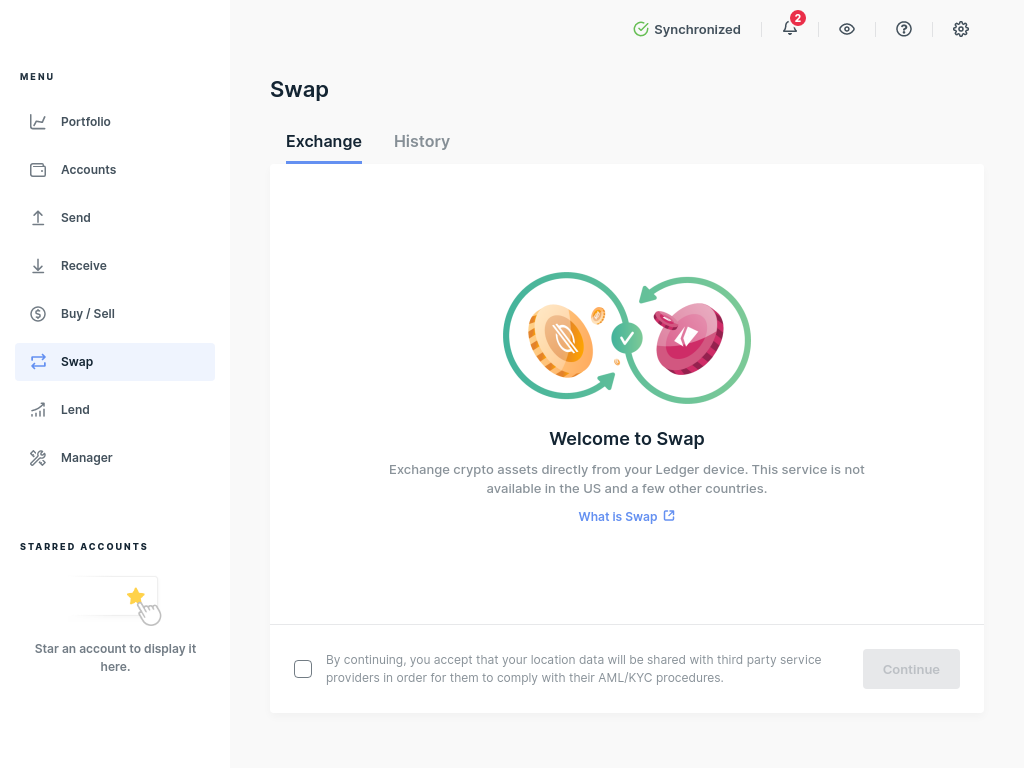 Synchronized
2
MENU
Portfolio
Accounts
Send
Receive
Buy / Sell
Swap
Lend
Manager
STARRED ACCOUNTS
Star an account to display it
here.
Swap
Exchange
History
Welcome to Swap
Exchange crypto assets directly from your Ledger device. This service is not
available in the US and a few other countries.
What is Swap
By continuing, you accept that your location data will be shared with third party service
providers in order for them to comply with their AML/KYC procedures.
Continue